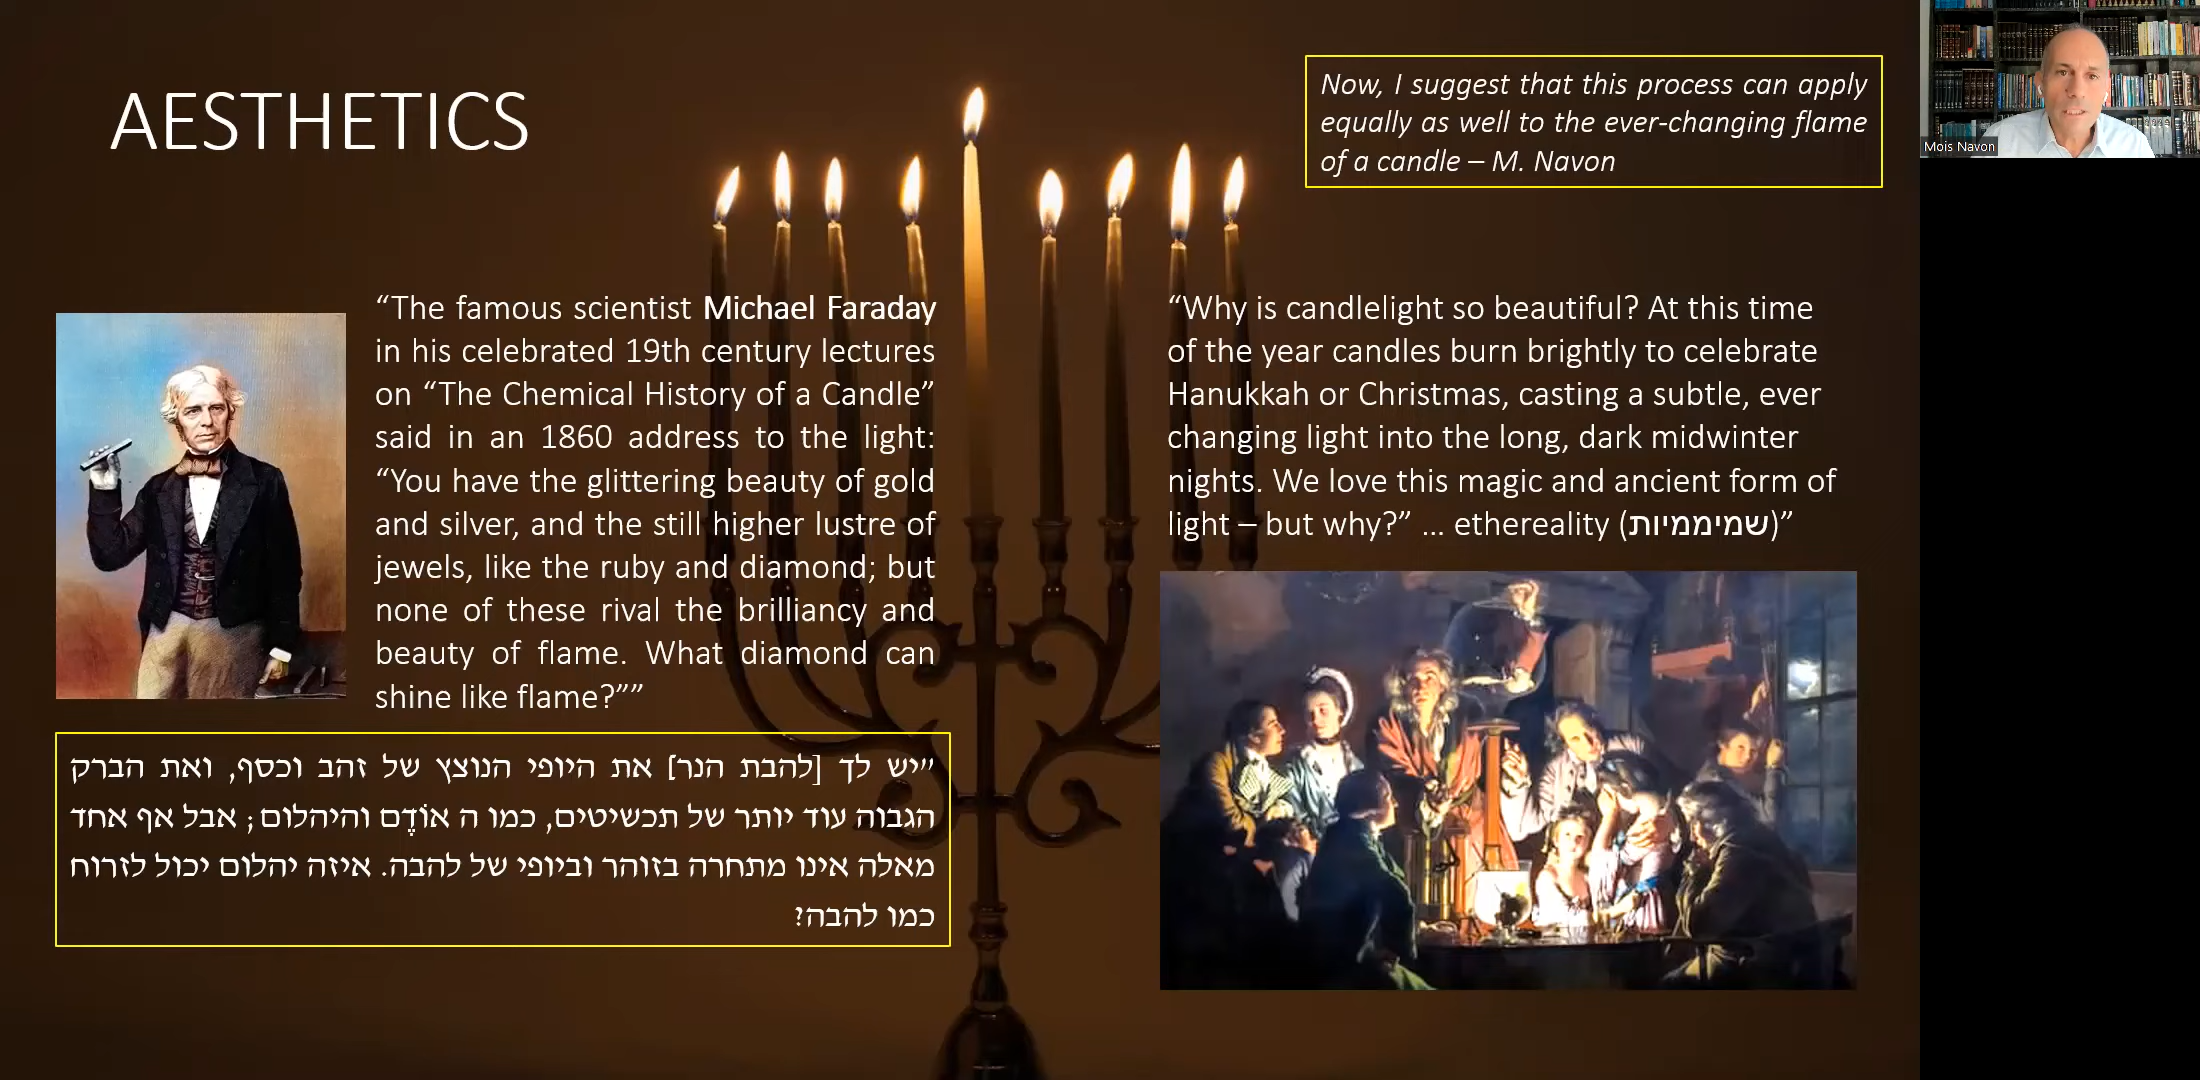 AESTHETICS
Now, I suggest that this process can apply
equally as well to the ever-changing flame
of a candle – M. Navon
Mois Navon
“The famous scientist Michael Faraday
in his celebrated 19th century lectures
on “The Chemical History of a Candle”
said in an 1860 address to the light:
“You have the glittering beauty of gold
and silver, and the still higher lustre of
jewels, like the ruby and diamond; but
none of these rival the brilliancy and
beauty of flame. What diamond can
shine like flame?””
״יש לך [להבת הנר] את היופי הנוצץ של זהב וכסף, ואת הברק
הגבוה עוד יותר של תכשיטים, כמו ה אוֹדֶם והיהלום; אבל אף אחד
מאלה אינו מתחרה בזוהר וביופי של להבה. איזה יהלום יכול לזרוח
כמו להבה?
“Why is candlelight so beautiful? At this time
of the year candles burn brightly to celebrate
Hanukkah or Christmas, casting a subtle, ever
changing light into the long, dark midwinter
nights. We love this magic and ancient form of
light – but why?” ... ethereality (שמיממיות)”